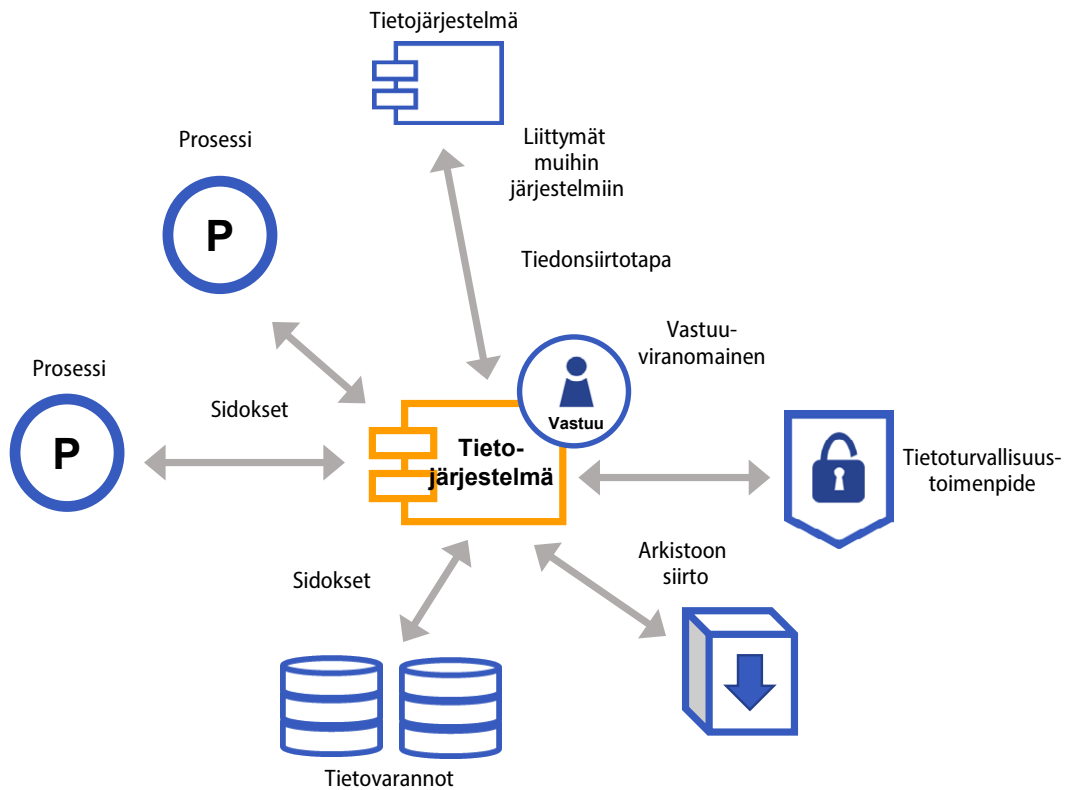 Tietojärjestelmä
Liittymät
muihin
järjestelmiin
Prosessi
P
Tiedonsiirtotapa
Vastuu-
viranomainen
Vastuu
Prosessi
P
Sidokset
Tieto-
järjestelmä
Tietoturvallisuus-
toimenpide
Arkistoon
siirto
Sidokset
Tietovarannot